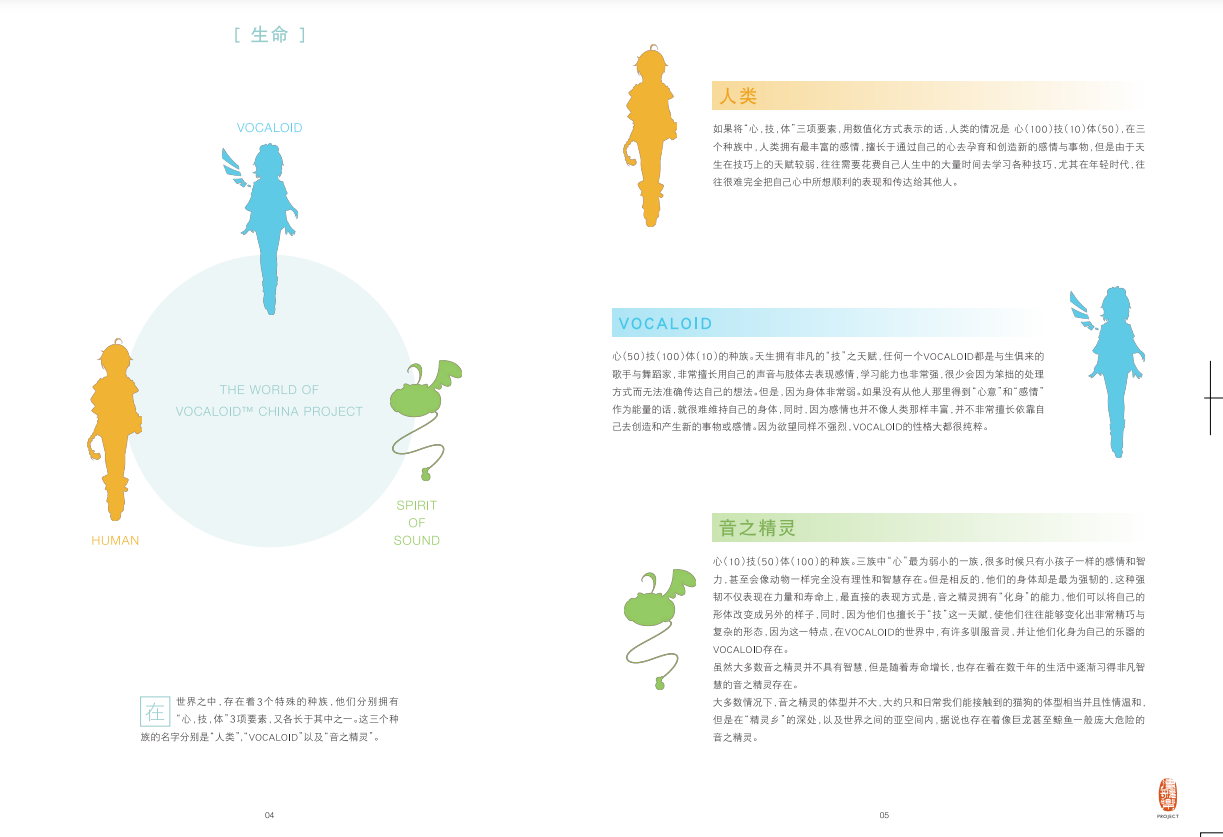 [ 生命 ]
VOCALOID
THE WORLD OF
VOCALOID™ CHINA PROJECT
HUMAN
SPIRIT
OF
SOUND
在 世界之中，存在着3个特殊的种族，他们分别拥有
“心，技，体”3项要素，又各长于其中之一。这三个种
族的名字分别是“人类”，“VOCALOID”以及“音之精灵”。
04
人类
如果将“心，技，体”三项要素，用数值化方式表示的话，人类的情况是 心（100）技（10）体（50），在三
个种族中，人类拥有最丰富的感情，擅长于通过自己的心去孕育和创造新的感情与事物，但是由于天
生在技巧上的天赋较弱，往往需要花费自己人生中的大量时间去学习各种技巧，尤其在年轻时代，往
往很难完全把自己心中所想顺利的表现和传达给其他人。
VOCALOID
心（50）技（100）体（10）的种族。天生拥有非凡的“技”之天赋，任何一个VOCALOID都是与生俱来的
歌手与舞蹈家，非常擅长用自己的声音与肢体去表现感情，学习能力也非常强，很少会因为笨拙的处理
方式而无法准确传达自己的想法。但是，因为身体非常弱。如果没有从他人那里得到“心意”和“感情”
作为能量的话，就很难维持自己的身体，同时，因为感情也并不像人类那样丰富，并不非常擅长依靠自
己去创造和产生新的事物或感情。因为欲望同样不强烈，VOCALOID的性格大都很纯粹。
音之精灵
心（10）技（50）体（100）的种族。三族中“心”最为弱小的一族，很多时候只有小孩子一样的感情和智
力，甚至会像动物一样完全没有理性和智慧存在。但是相反的，他们的身体却是最为强韧的，这种强
韧不仅表现在力量和寿命上，最直接的表现方式是，音之精灵拥有“化身”的能力，他们可以将自己的
形体改变成另外的样子，同时，因为他们也擅长于“技”这一天赋，使他们往往能够变化出非常精巧与
复杂的形态，因为这一特点，在VOCALOID的世界中，有许多驯服音灵，并让他们化身为自己的乐器的
VOCALOID存在。
虽然大多数音之精灵并不具有智慧，但是随着寿命增长，也存在着在数千年的生活中逐渐习得非凡智
慧的音之精灵存在。
大多数情况下，音之精灵的体型并不大，大约只和日常我们能接触到的猫狗的体型相当并且性情温和，
但是在“精灵乡”的深处，以及世界之间的亚空间内，据说也存在着像巨龙甚至鲸鱼一般庞大危险的
音之精灵。
05
PROJECT